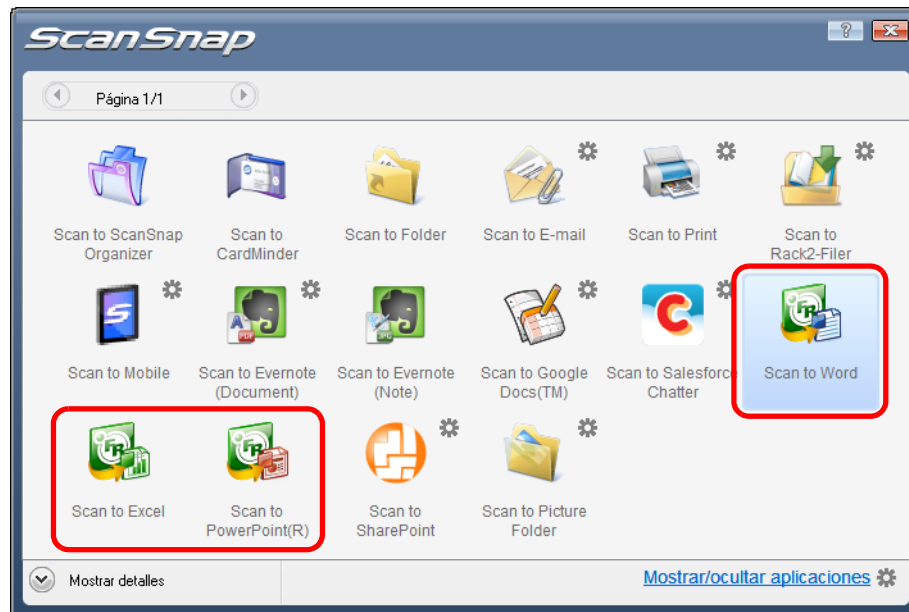 ScanSnap
Página 1/1
Scan to ScanSnap
Organizer
Scan to
CardMinder
Scan to Folder
Scan to E-mail
Scan to Print
Scan to
Rack2-Filer
Scan to Mobile
Scan to Evernote
(Document)
Scan to Evernote
(Note)
Scan to Google
Docs(TM)
Scan to Salesforce
Chatter
Scan to Word
Scan to Excel
Scan to
PowerPoint(R)
Scan to
SharePoint
Scan to Picture
Folder
Mostrar detalles
Mostrar/ocultar aplicaciones